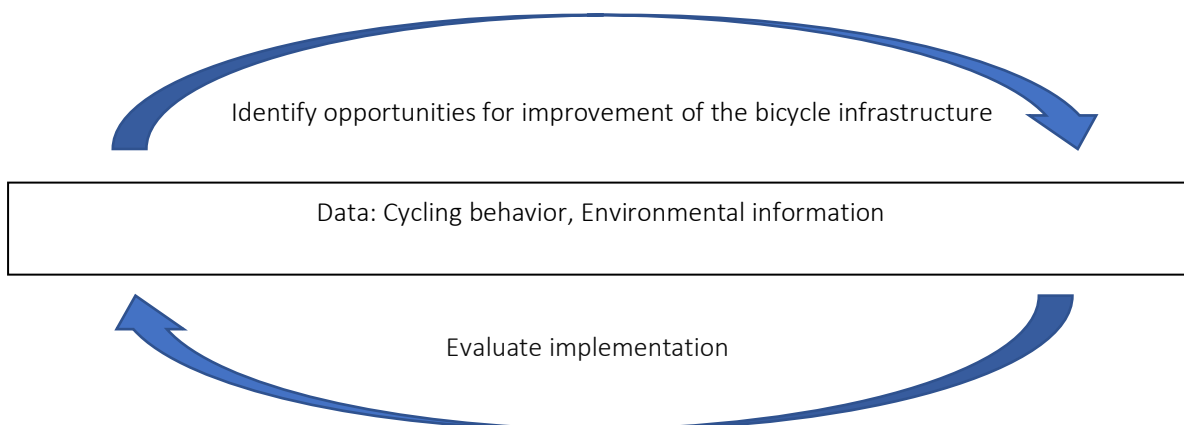 Identify opportunities for improvement of the bicycle infrastructure
Data: Cycling behavior, Environmental information
Evaluate implementation